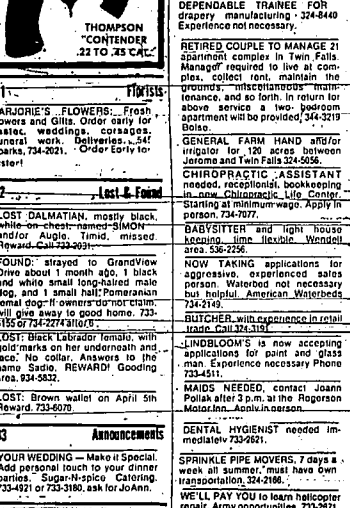 THOMPSON
"CONTENDER
.22 TO .45 CAL."
1 Florists
MARJORIE'S FLOWERS: Fresh
flowers and Gifts. Order early for
Easter, weddings, corsages,
funeral work. Deliveries. 541
Sparks, 734-2021. Order Early for
Easter!
2 Lost & Found
LOST DALMATIAN, mostly black,
white on chest, named SIMON
and/or Augie. Timid, missed.
Reward. Call 733-2031.
FOUND: strayed to GrandView
Drive about 1 month ago, 1 black
and white small long-haired male
dog, and 1 small half Pomeranian
female dog. If owners do not claim,
will give away to good home. 733-
5155 or 734-2274 after 6.
LOST: Black Labrador female, with
gold marks on her underneath and
face. No collar. Answers to the
name Sadie, REWARD! Gooding
area. 934-5832.
LOST: Brown wallet on April 5th
Reward. 733-6070
03 Announcements
YOUR WEDDING — Make it Special.
Add personal touch to your dinner
parties. Sugar-N-spice Catering.
733-4921 or 733-3180, ask for JoAnn.
DEPENDABLE TRAINEE FOR
drapery manufacturing - 324-8440
Experience not necessary.
RETIRED COUPLE TO MANAGE 21
apartment complex in Twin Falls.
Manager required to live at com-
plex, collect rent, maintain the
grounds, miscellaneous main-
tenance, and so forth. In return for
above service a two- bedroom
apartment will be provided, 344-3219
Boise.
GENERAL FARM HAND and/or
irrigator for 120 acres between
Jerome and Twin Falls 324-5056.
CHIROPRACTIC ASSISTANT
needed, receptionist, bookkeeping
in new Chiropractic Life Center.
Starting at minimum wage. Apply in
person, 734-7077.
BABYSITTER and light house
keeping, time flexible. Wendell
area. 536-2256.
NOW TAKING applications for
aggressive, experienced sales
person. Waterbed not necessary
but helpful. American Waterbeds
734-2149.
BUTCHER, with experience in retail
trade. Call 324-3191
LINDBLOOM'S is now accepting
applications for paint and glass
man. Experience necessary Phone
733-4511.
MAIDS NEEDED, contact Joann
Pollak after 3 p.m. at the Rogerson
Motor Inn. Apply in person.
DENTAL HYGIENIST needed im-
mediately 733-2621.
SPRINKLE PIPE MOVERS, 7 days a
week all summer, must have own
transportation, 324-2166.
WE'LL PAY YOU to learn helicopter
repair. Army opportunities. 733-2671